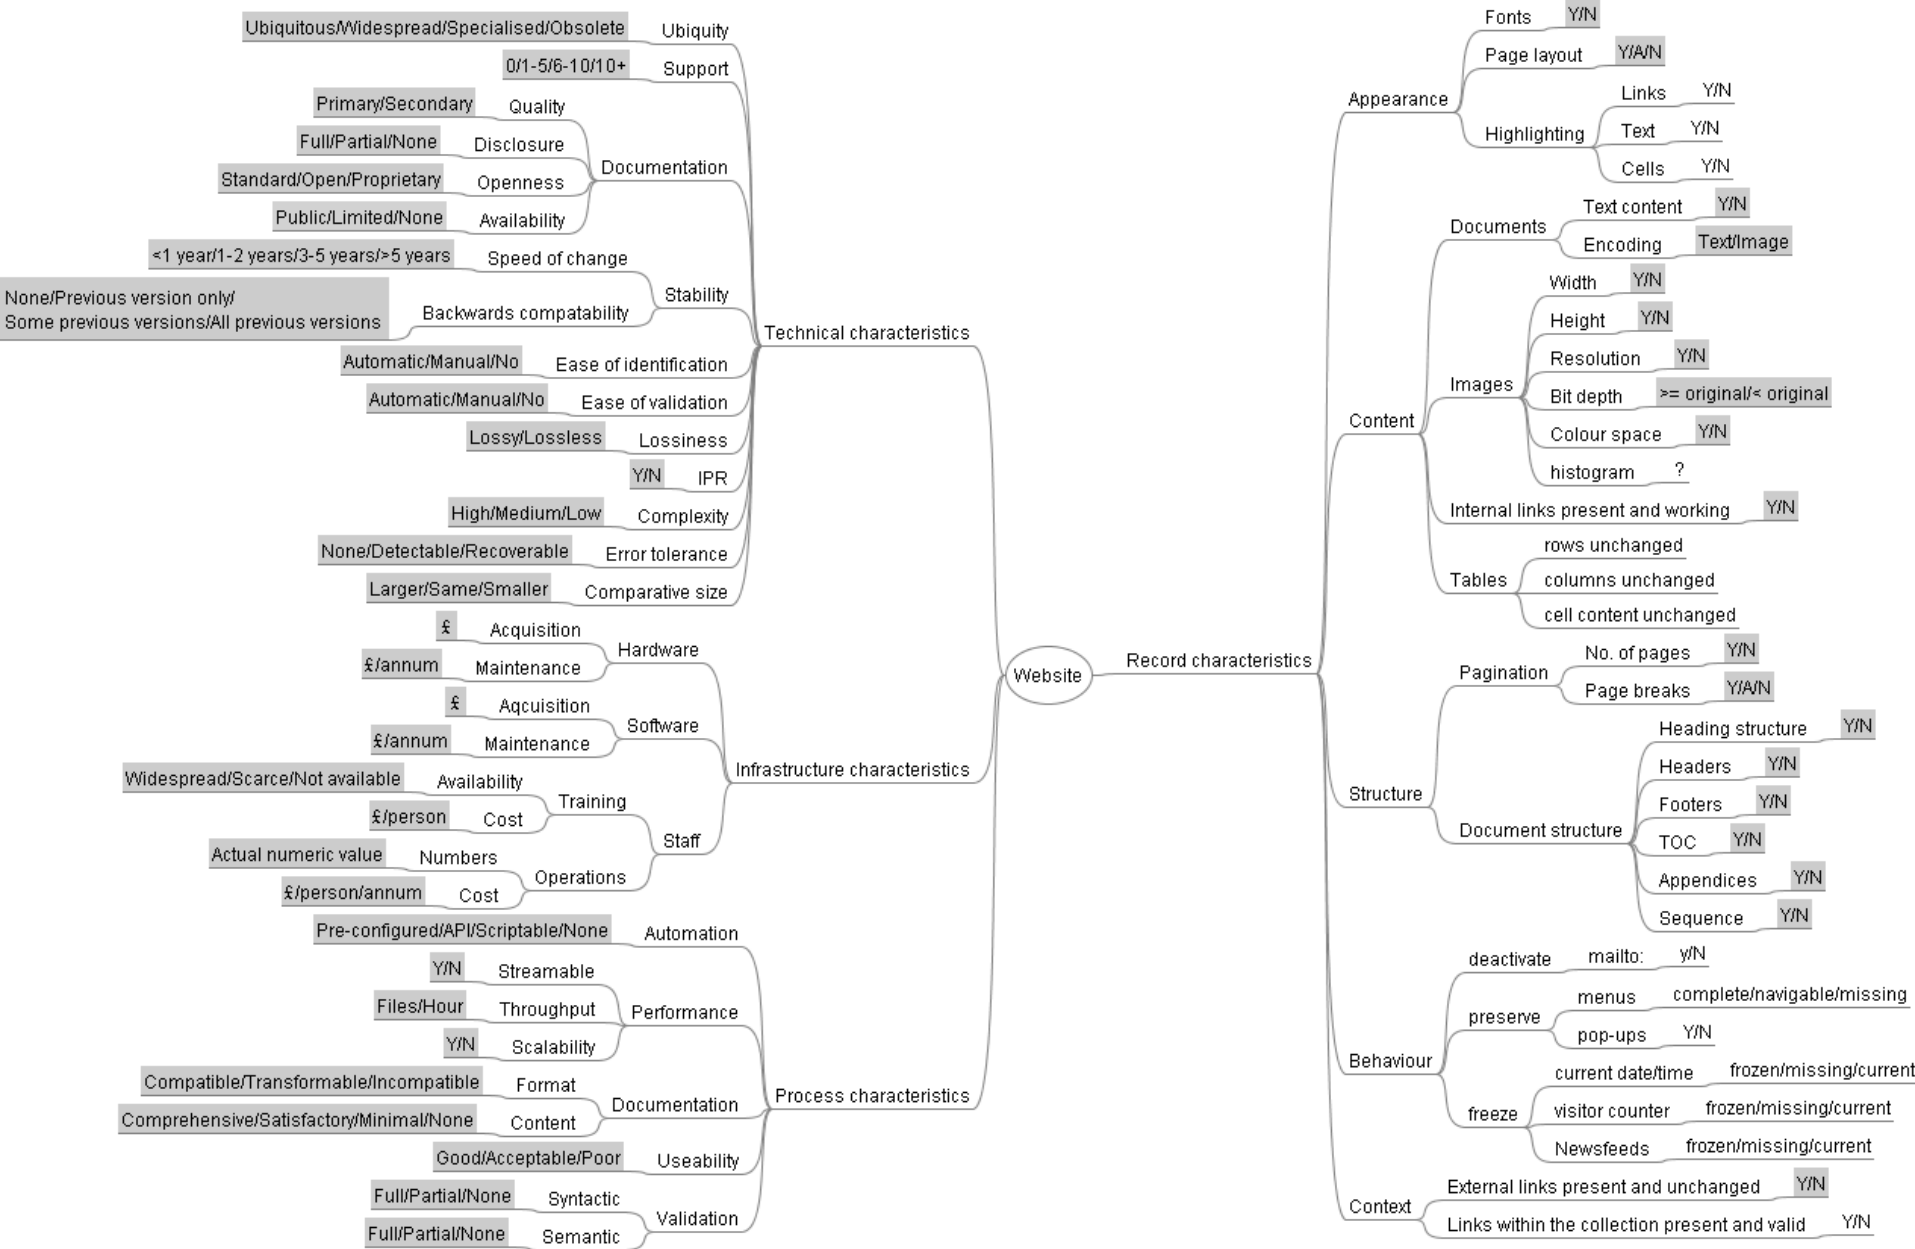 Ubiquitous/Widespread/Specialised/Obsolete Ubiquity
0/1-5/6-10/10+ Support
Primary/Secondary Quality
Full/Partial/None Disclosure
Documentation
Standard/Open/Proprietary Openness
Public/Limited/None Availability
<1 year/1-2 years/3-5 years/>5 years Speed of change
Stability
None/Previous version only/
Some previous versions/All previous versions
Backwards compatability
Technical characteristics
Automatic/Manual/No Ease of identification
Automatic/Manual/No Ease of validation
Lossy/Lossless Lossiness
Y/N IPR
High/Medium/Low Complexity
None/Detectable/Recoverable Error tolerance
Larger/Same/Smaller Comparative size
£ Acquisition
Hardware
£/annum Maintenance
£ Aqcuisition
Software
£/annum Maintenance
Infrastructure characteristics
Widespread/Scarce/Not available Availability
Training
£/person Cost
Staff
Actual numeric value Numbers
Operations
£/person/annum Cost
Pre-configured/API/Scriptable/None Automation
Y/N Streamable
Files/Hour Throughput
Performance
Y/N Scalability
Compatible/Transformable/Incompatible Format
Documentation
Process characteristics
Comprehensive/Satisfactory/Minimal/None Content
Good/Acceptable/Poor Useability
Full/Partial/None Syntactic
Validation
Full/Partial/None Semantic
Website
Record characteristics
Appearance
Fonts Y/N
Page layout Y/A/N
Highlighting
Links Y/N
Text Y/N
Cells Y/N
Content
Documents
Text content Y/N
Encoding Text/Image
Images
Width Y/N
Height Y/N
Resolution Y/N
Bit depth >= original/< original
Colour space Y/N
histogram ?
Internal links present and working Y/N
Tables
rows unchanged
columns unchanged
cell content unchanged
Structure
Pagination
No. of pages Y/N
Page breaks Y/A/N
Document structure
Heading structure Y/N
Headers Y/N
Footers Y/N
TOC Y/N
Appendices Y/N
Sequence Y/N
Behaviour
deactivate mailto: y/N
preserve
menus complete/navigable/missing
pop-ups Y/N
freeze
current date/time frozen/missing/current
visitor counter frozen/missing/current
Newsfeeds frozen/missing/current
Context
External links present and unchanged Y/N
Links within the collection present and valid Y/N